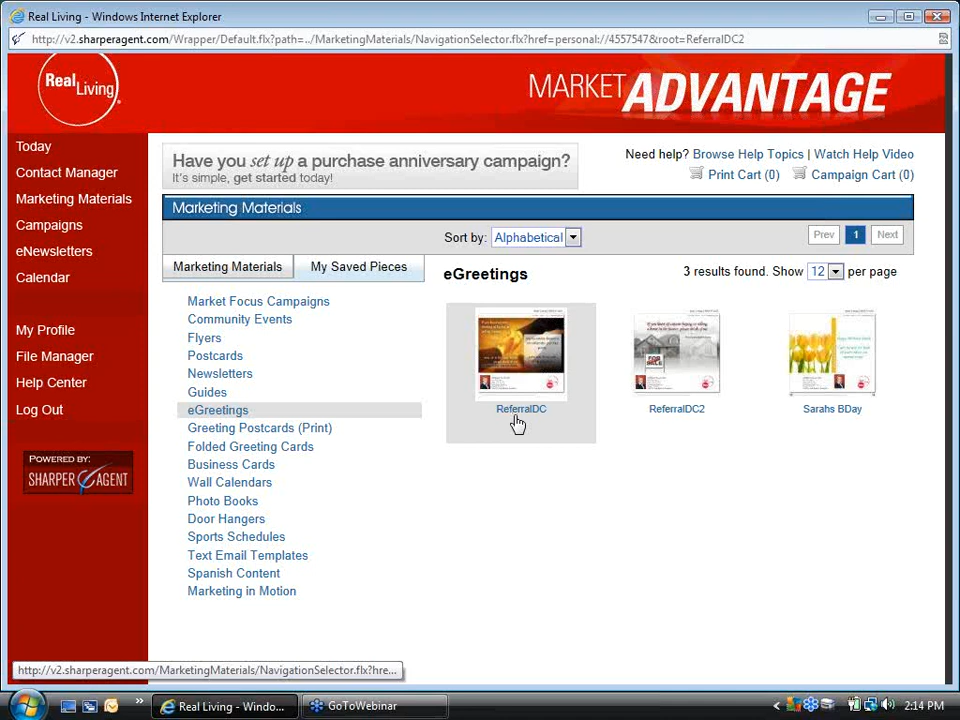 Real Living - Windows Internet Explorer
http://v2.sharperagent.com/Wrapper/Default.flx?path=../MarketingMaterials/NavigationSelector.flx?href=personal://4557547&root=ReferralDC2
Real Living
MARKET ADVANTAGE
Today
Contact Manager
Marketing Materials
Campaigns
eNewsletters
Calendar
My Profile
File Manager
Help Center
Log Out
POWERED BY:
SHARPER AGENT
Have you set up a purchase anniversary campaign?
It's simple, get started today!
Need help? Browse Help Topics | Watch Help Video
Print Cart (0) Campaign Cart (0)
Marketing Materials
Sort by: Alphabetical
Prev 1 Next
Marketing Materials My Saved Pieces
eGreetings
3 results found. Show 12 per page
Market Focus Campaigns
Community Events
Flyers
Postcards
Newsletters
Guides
eGreetings
Greeting Postcards (Print)
Folded Greeting Cards
Business Cards
Wall Calendars
Photo Books
Door Hangers
Sports Schedules
Text Email Templates
Spanish Content
Marketing in Motion
FOR SALE
ReferralDC
ReferralDC2
Sarahs BDay
http://v2.sharperagent.com/MarketingMaterials/NavigationSelector.flx?hre...
Real Living - Windo...
GoToWebinar
2:14 PM